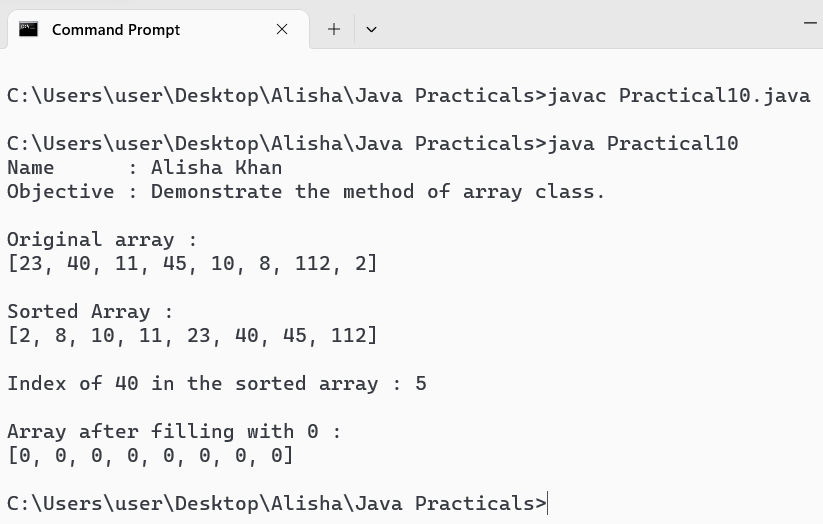 Command Prompt
C:\Users\user\Desktop\Alisha\Java Practicals>javac Practical10.java
C:\Users\user\Desktop\Alisha\Java Practicals>java Practical10
Name      : Alisha Khan
Objective : Demonstrate the method of array class.
Original array :
[23, 40, 11, 45, 10, 8, 112, 2]
Sorted Array :
[2, 8, 10, 11, 23, 40, 45, 112]
Index of 40 in the sorted array : 5
Array after filling with 0 :
[0, 0, 0, 0, 0, 0, 0, 0]
C:\Users\user\Desktop\Alisha\Java Practicals>